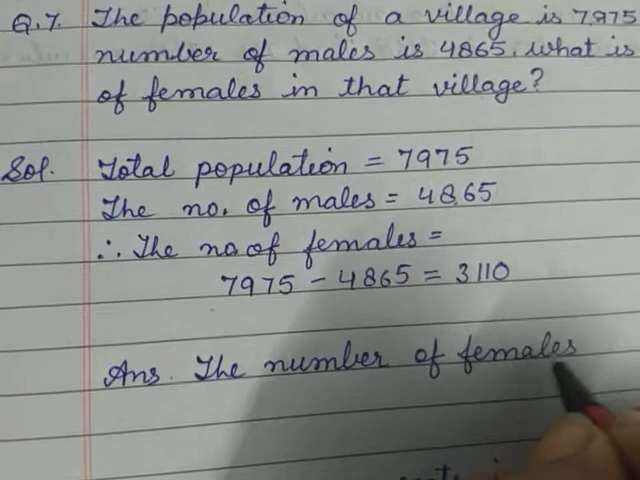 Q.7. The population of a village is 7975
number of males is 4865. what is
of females in that village?
Sol. Total population = 7975
The no. of males = 4865
∴ The no. of females =
7975 - 4865 = 3110
Ans. The number of females